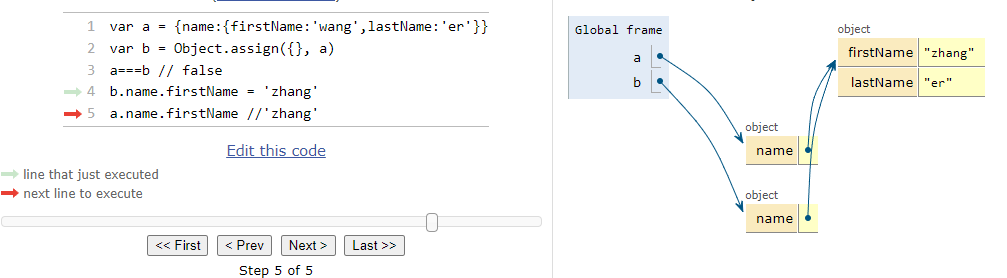 1 var a = {name:{firstName:'wang',lastName:'er'}}
2 var b = Object.assign({}, a)
3 a===b // false
4 b.name.firstName = 'zhang'
5 a.name.firstName //'zhang'
Edit this code
line that just executed
next line to execute
<< First
< Prev
Next >
Last >>
Step 5 of 5
Global frame
a
b
object
firstName "zhang"
lastName "er"
object
name
object
name